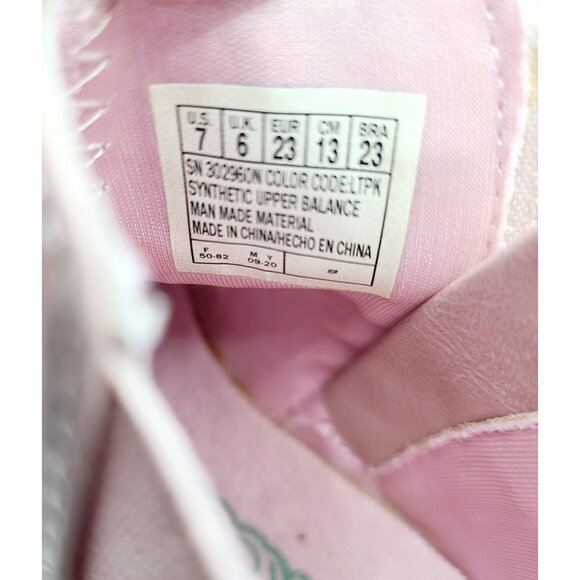 U.S. U.K. EUR CM BRA
7 6 23 13 23
SN 302960N COLOR CODE:LTPK
SYNTHETIC UPPER BALANCE
MAN MADE MATERIAL
MADE IN CHINA/HECHO EN CHINA
F M Y
50-82 09-20